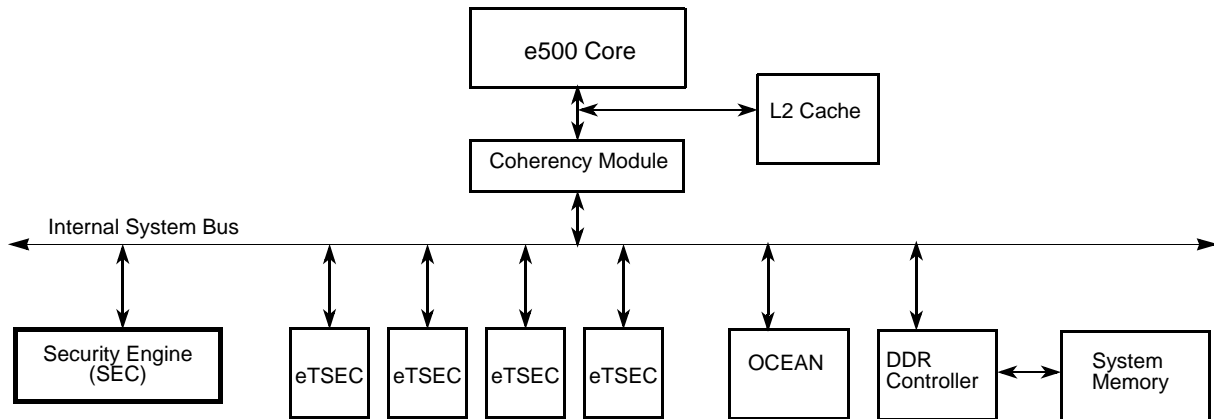 e500 Core
L2 Cache
Coherency Module
Internal System Bus
Security Engine
(SEC)
eTSEC
eTSEC
eTSEC
eTSEC
OCEAN
DDR
Controller
System
Memory